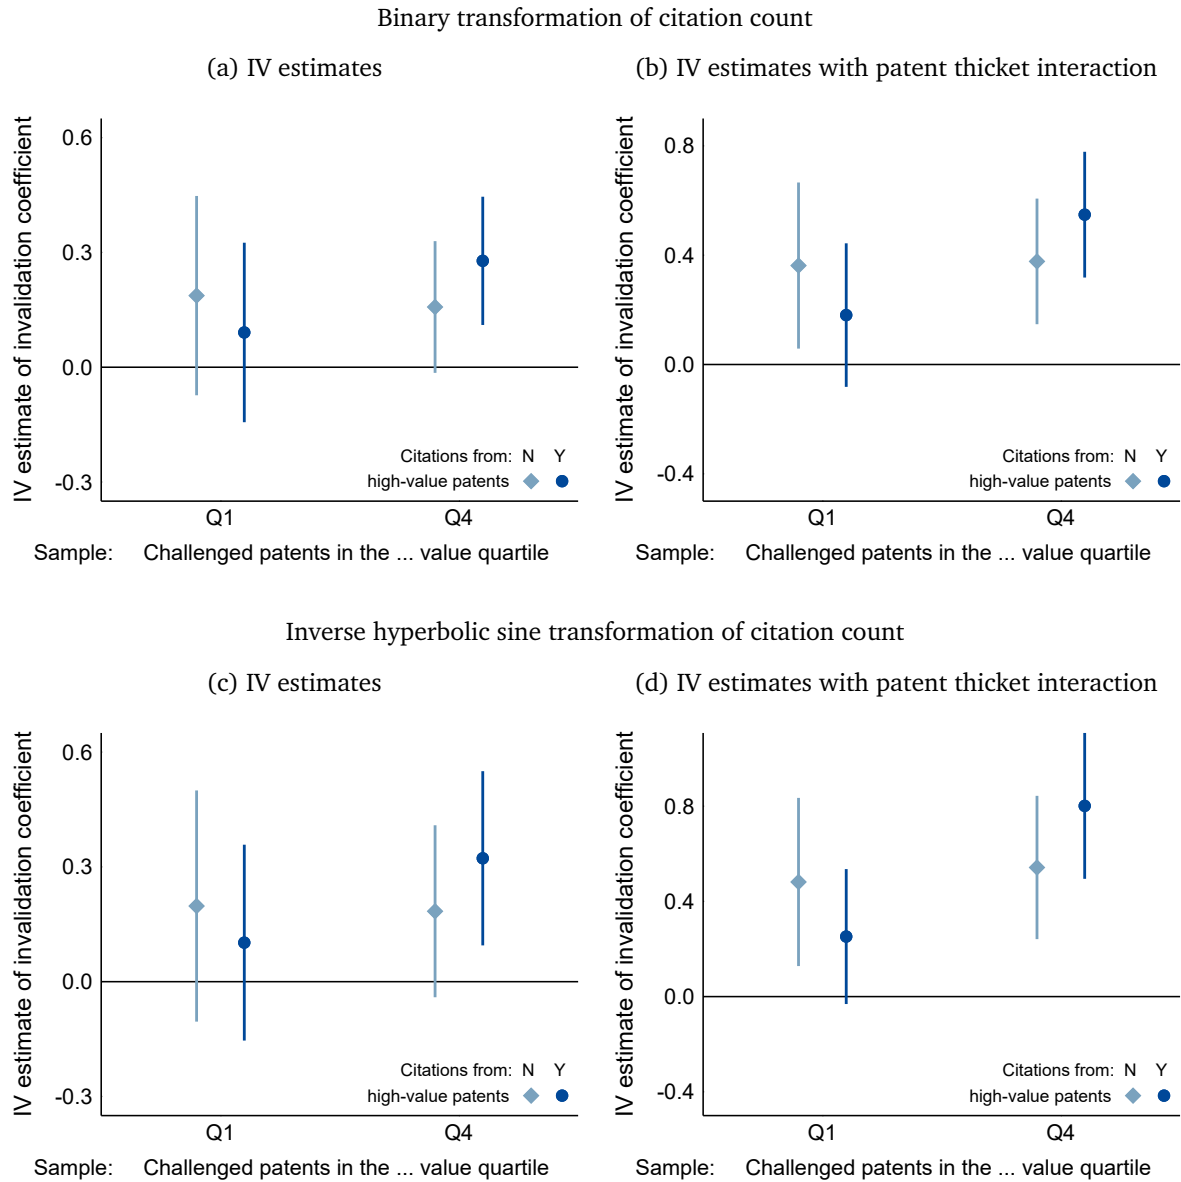 Binary transformation of citation count
(a) IV estimates
IV estimate of invalidation coefficient
0.6
0.3
0.0
-0.3
Citations from: N Y
high-value patents
Q1 Q4
Sample: Challenged patents in the ... value quartile
(b) IV estimates with patent thicket interaction
IV estimate of invalidation coefficient
0.8
0.4
0.0
-0.4
Citations from: N Y
high-value patents
Q1 Q4
Sample: Challenged patents in the ... value quartile
Inverse hyperbolic sine transformation of citation count
(c) IV estimates
IV estimate of invalidation coefficient
0.6
0.3
0.0
-0.3
Citations from: N Y
high-value patents
Q1 Q4
Sample: Challenged patents in the ... value quartile
(d) IV estimates with patent thicket interaction
IV estimate of invalidation coefficient
0.8
0.4
0.0
-0.4
Citations from: N Y
high-value patents
Q1 Q4
Sample: Challenged patents in the ... value quartile